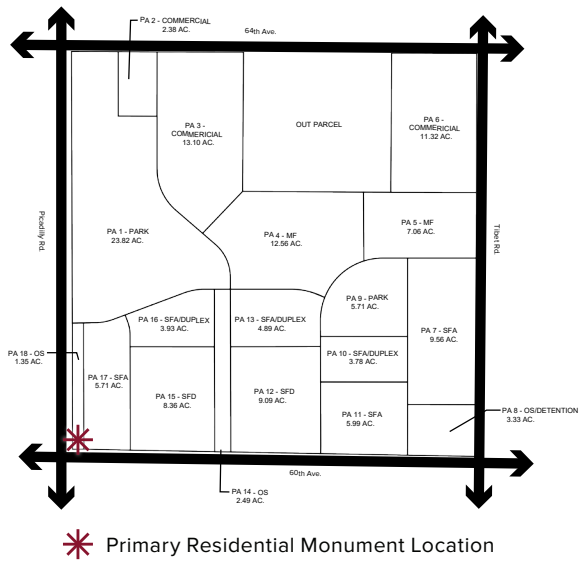 PA 2 - COMMERCIAL
2.38 AC.
64th Ave.
PA 3 -
COMMERICIAL
13.10 AC.
OUT PARCEL
PA 6 -
COMMERICIAL
11.32 AC.
Picadilly Rd.
PA 1 - PARK
23.82 AC.
PA 4 - MF
12.56 AC.
PA 5 - MF
7.06 AC.
Tibet Rd.
PA 9 - PARK
5.71 AC.
PA 16 - SFA/DUPLEX
3.93 AC.
PA 13 - SFA/DUPLEX
4.89 AC.
PA 7 - SFA
9.56 AC.
PA 18 - OS
1.35 AC.
PA 10 - SFA/DUPLEX
3.78 AC.
PA 17 - SFA
5.71 AC.
PA 15 - SFD
8.36 AC.
PA 12 - SFD
9.09 AC.
PA 11 - SFA
5.99 AC.
PA 8 - OS/DETENTION
3.33 AC.
60th Ave.
PA 14 - OS
2.49 AC.
Primary Residential Monument Location